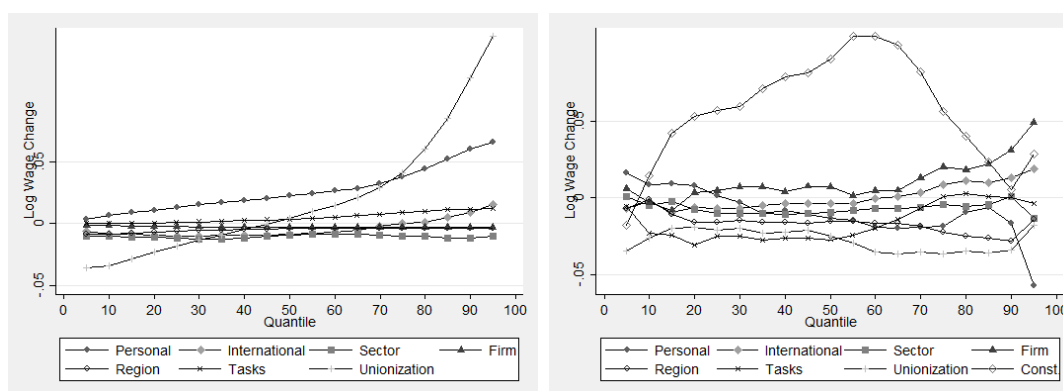 Log Wage Change
.05
0
-.05
0 10 20 30 40 50 60 70 80 90 100
Quantile
Personal International Sector Firm
Region Tasks Unionization
Log Wage Change
.05
0
-.05
0 10 20 30 40 50 60 70 80 90 100
Quantile
Personal International Sector Firm
Region Tasks Unionization Const